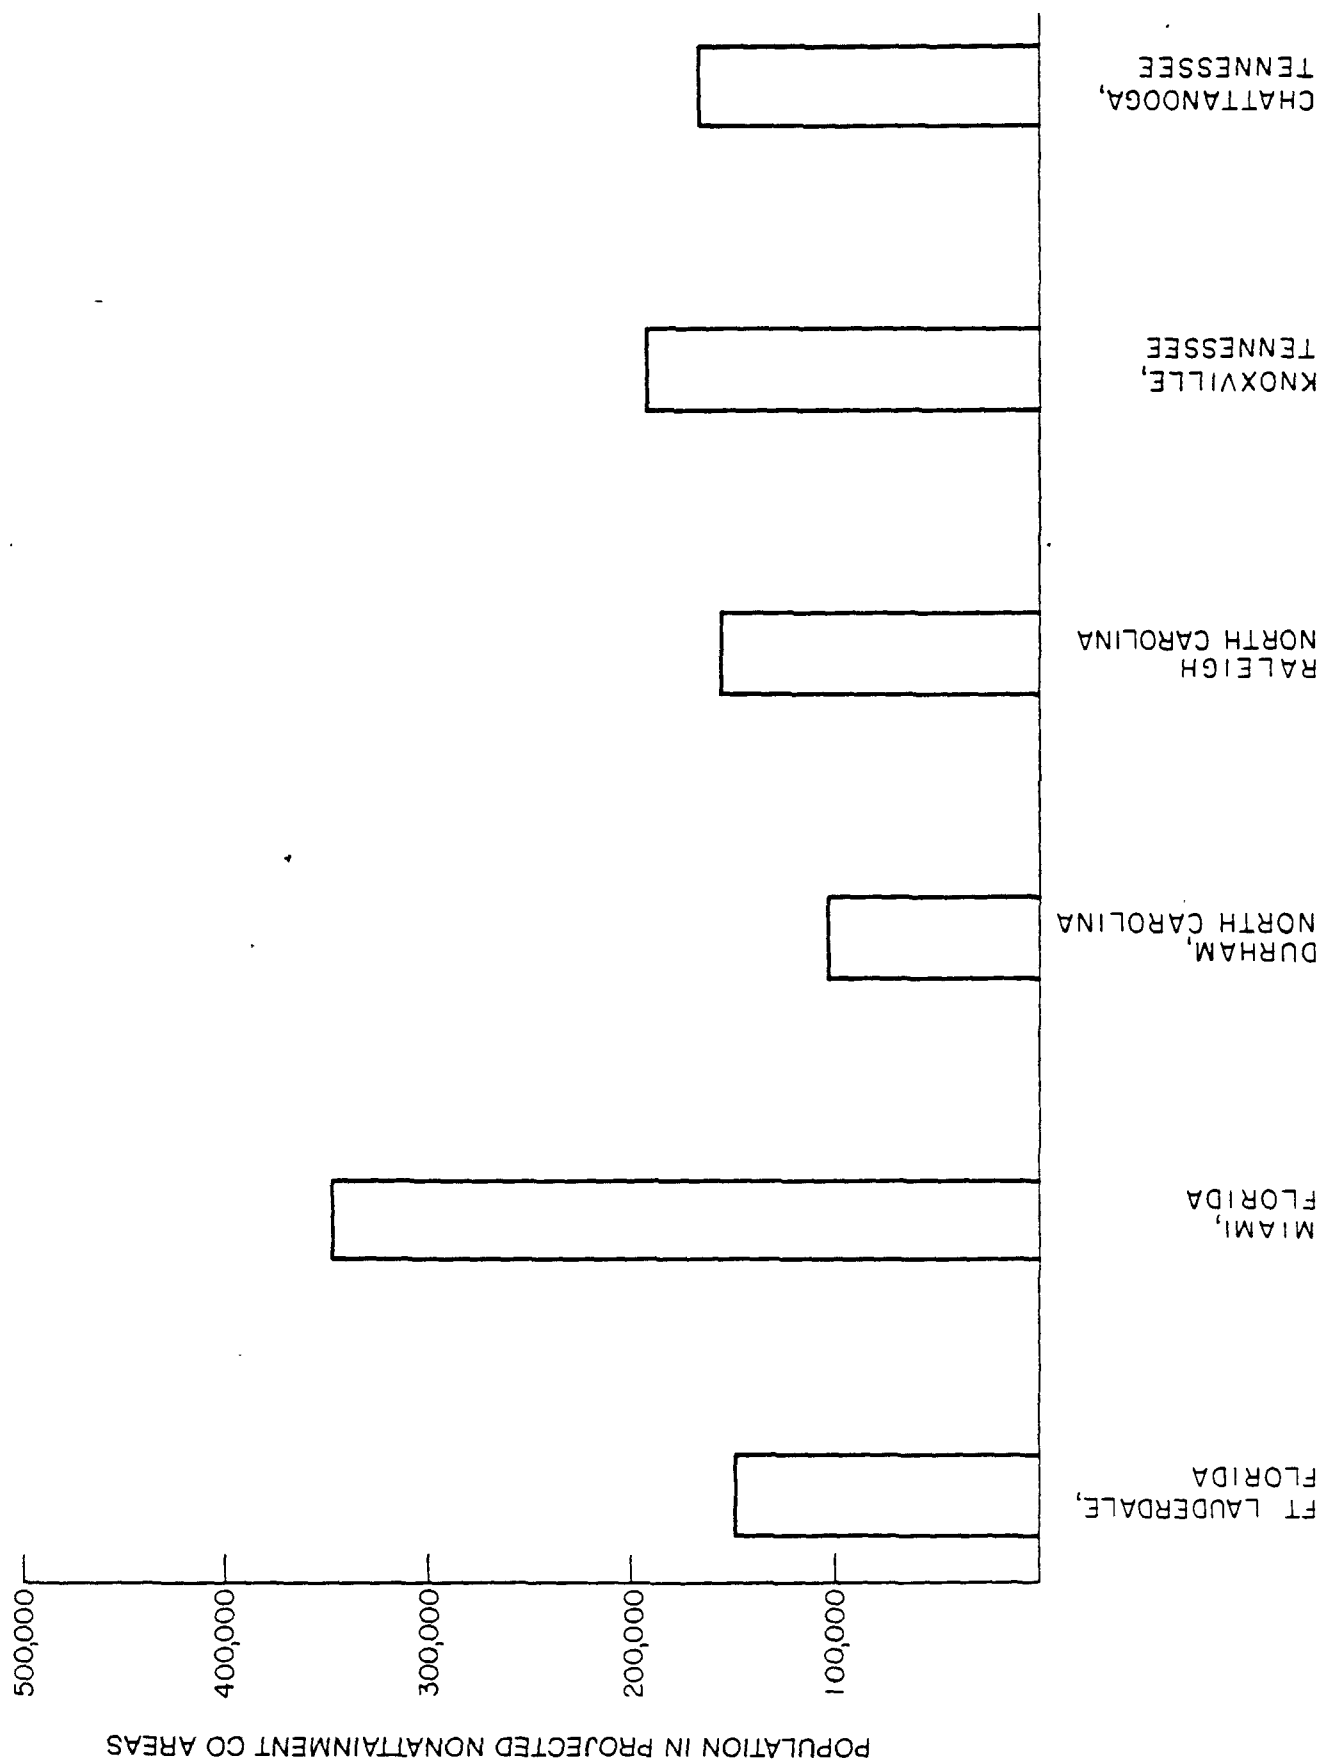 POPULATION IN PROJECTED NONATTAINMENT CO AREAS
500,000
400,000
300,000
200,000
100,000
FT LAUDERDALE,
FLORIDA
MIAMI,
FLORIDA
DURHAM,
NORTH CAROLINA
RALEIGH
NORTH CAROLINA
KNOXVILLE,
TENNESSEE
CHATTANOOGA,
TENNESSEE